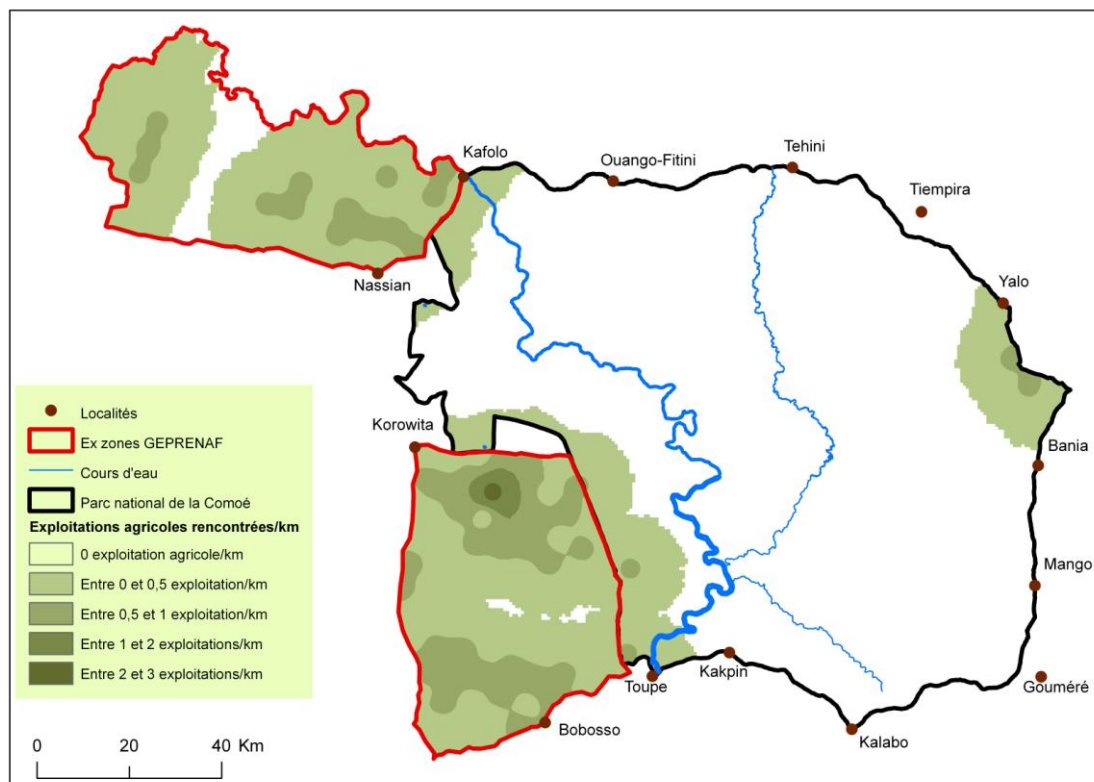 Kafolo
Ouango-Fitini
Tehini
Tiempira
Nassian
Yalo
Korowita
Bania
Mango
Toupe
Kakpin
Gouméré
Bobosso
Kalabo
Localités
Ex zones GEPRENAF
Cours d'eau
Parc national de la Comoé
Exploitations agricoles rencontrées/km
0 exploitation agricole/km
Entre 0 et 0,5 exploitation/km
Entre 0,5 et 1 exploitation/km
Entre 1 et 2 exploitations/km
Entre 2 et 3 exploitations/km
0 20 40 Km